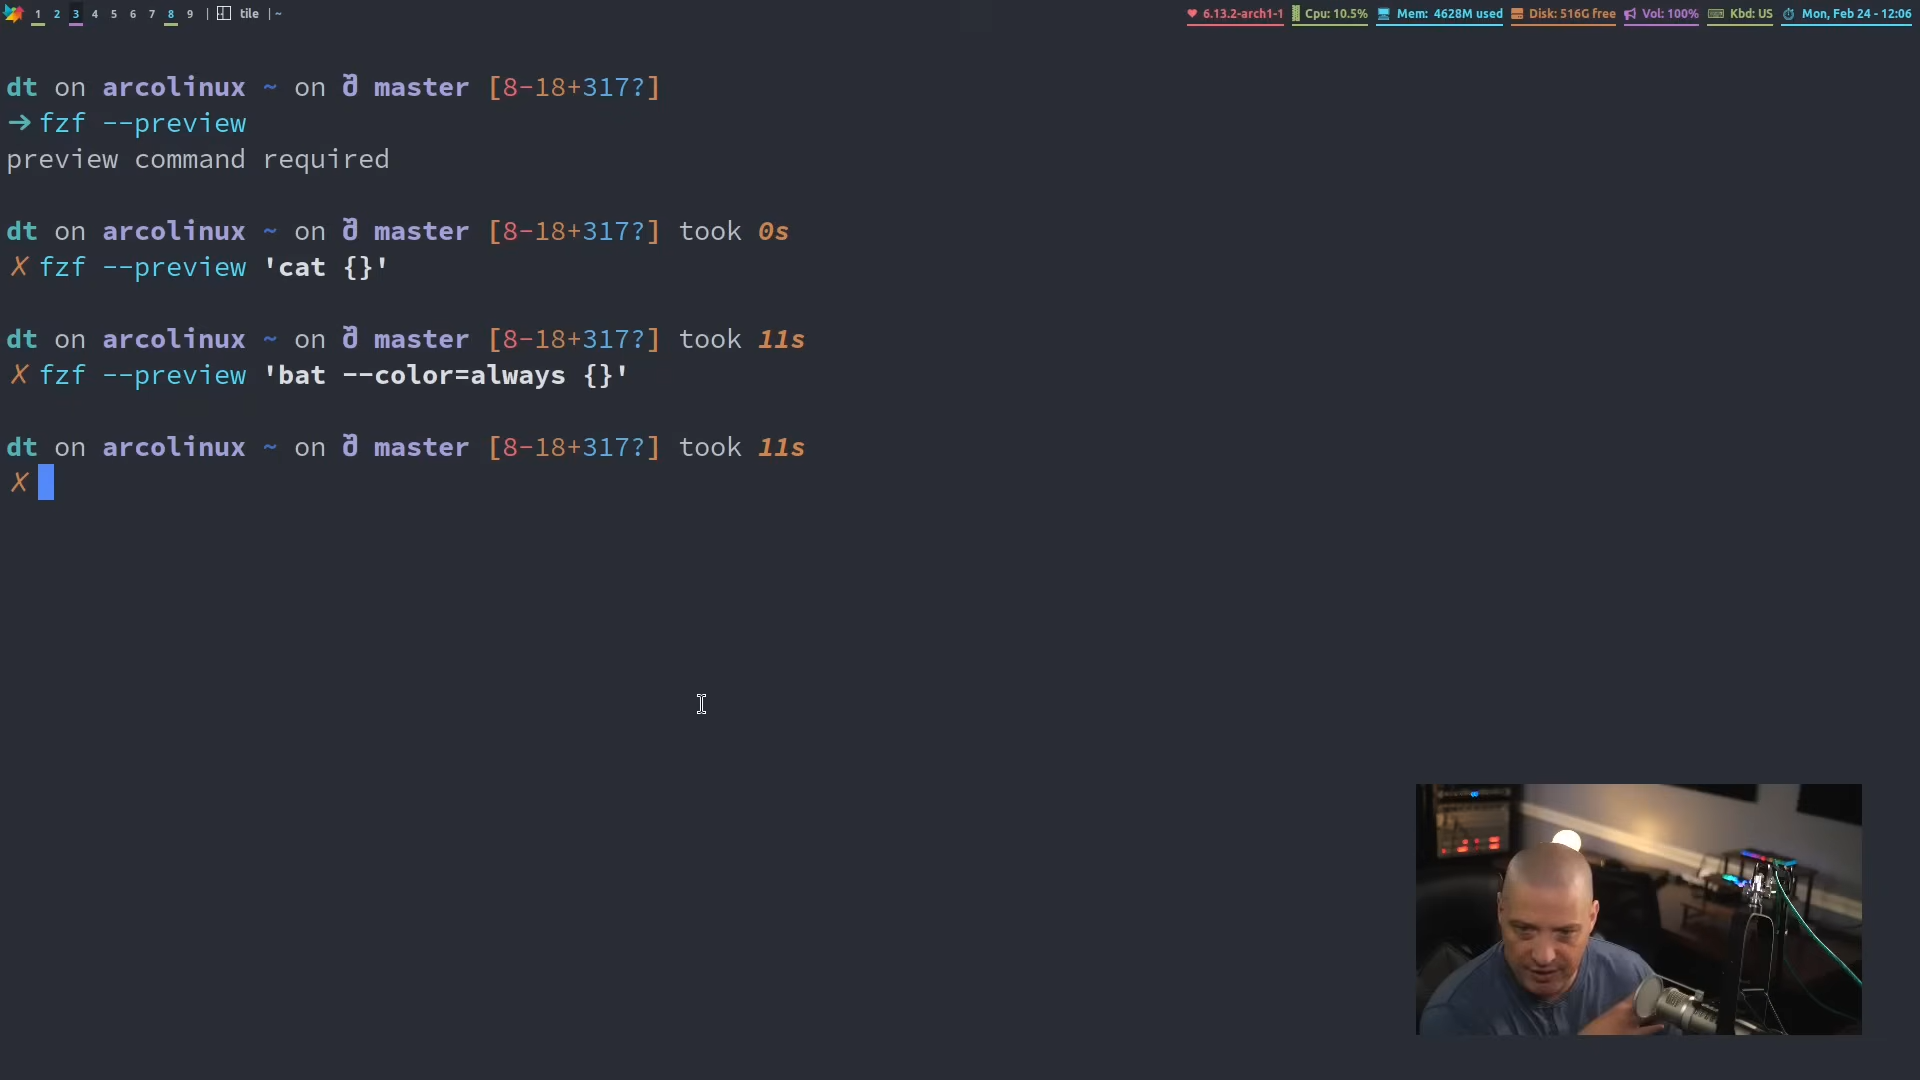 1 2 3 4 5 6 7 8 9 | tile | ~
6.13.2-arch1-1 Cpu: 10.5% Mem: 4628M used Disk: 516G free Vol: 100% Kbd: US Mon, Feb 24 - 12:06
dt on arcolinux ~ on master [8-18+317?]
➜ fzf --preview
preview command required
dt on arcolinux ~ on master [8-18+317?] took 0s
✗ fzf --preview 'cat {}'
dt on arcolinux ~ on master [8-18+317?] took 11s
✗ fzf --preview 'bat --color=always {}'
dt on arcolinux ~ on master [8-18+317?] took 11s
✗